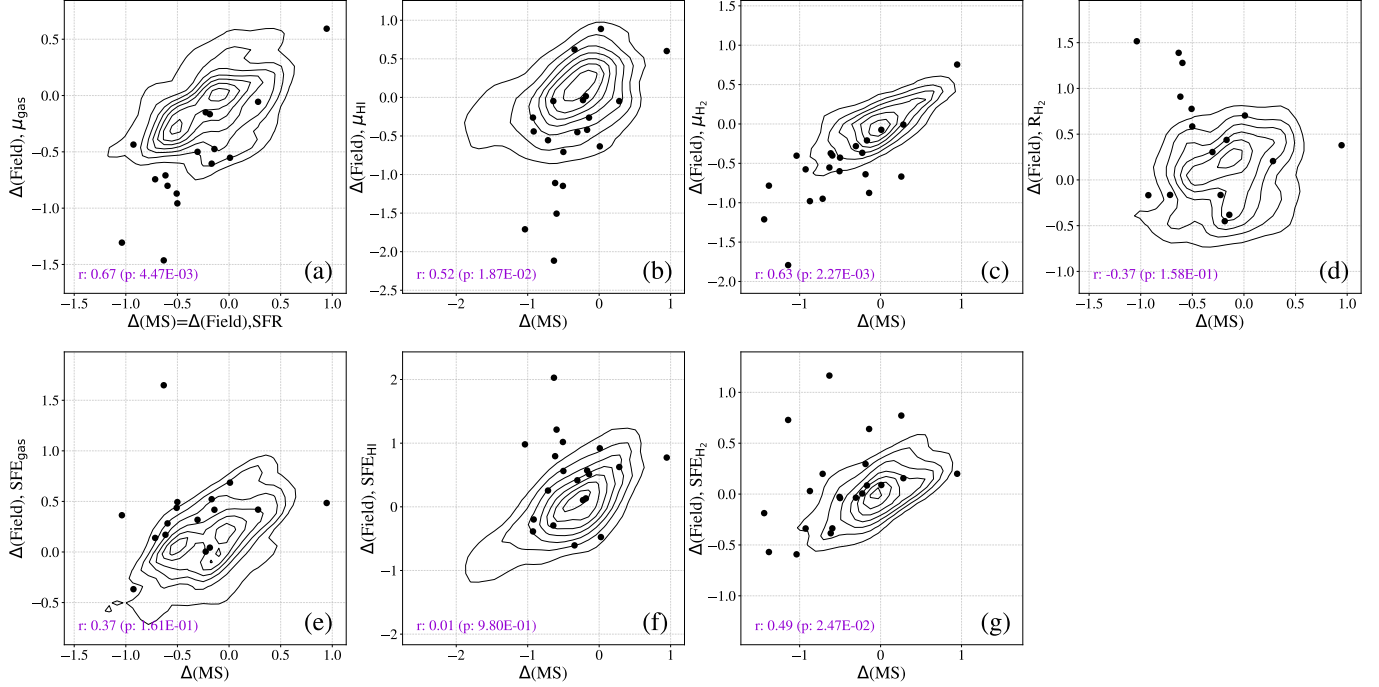 0.5
0.0
−0.5
−1.0
−1.5
Δ(Field), μgas
−1.5 −1.0 −0.5 0.0 0.5 1.0
Δ(MS)=Δ(Field),SFR
r: 0.67 (p: 4.47E-03)
(a)
1.0
0.5
0.0
−0.5
−1.0
−1.5
−2.0
−2.5
Δ(Field), μHI
−2 −1 0 1
Δ(MS)
r: 0.52 (p: 1.87E-02)
(b)
1.5
1.0
0.5
0.0
−0.5
−1.0
−1.5
−2.0
Δ(Field), μH2
−1 0 1
Δ(MS)
r: 0.63 (p: 2.27E-03)
(c)
1.5
1.0
0.5
0.0
−0.5
−1.0
Δ(Field), RH2
−1.5 −1.0 −0.5 0.0 0.5 1.0
Δ(MS)
r: -0.37 (p: 1.58E-01)
(d)
1.5
1.0
0.5
0.0
−0.5
Δ(Field), SFEgas
−1.5 −1.0 −0.5 0.0 0.5 1.0
Δ(MS)
r: 0.37 (p: 1.61E-01)
(e)
2
1
0
−1
−2
Δ(Field), SFEHI
−2 −1 0 1
Δ(MS)
r: 0.01 (p: 9.80E-01)
(f)
1.0
0.5
0.0
−0.5
−1.0
Δ(Field), SFEH2
−1 0 1
Δ(MS)
r: 0.49 (p: 2.47E-02)
(g)